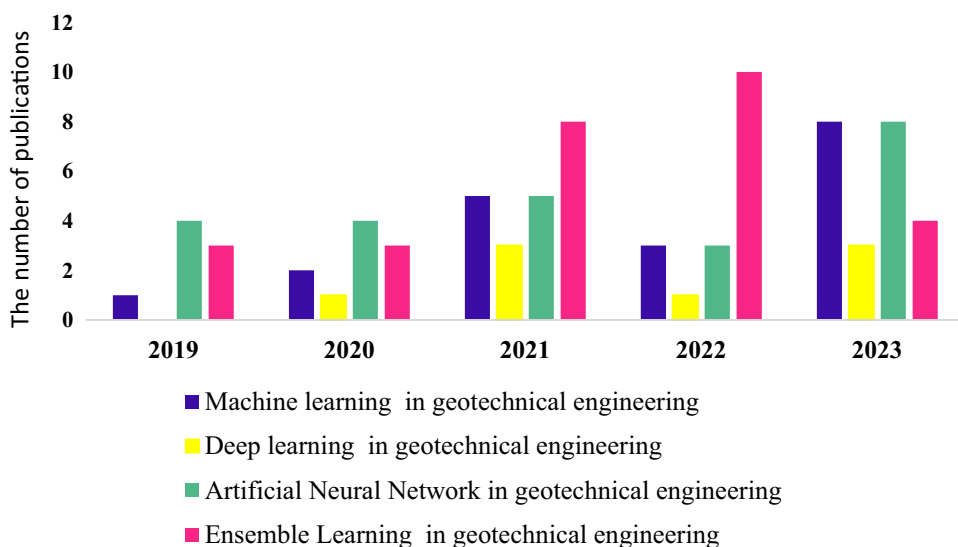 The number of publications
12
10
8
6
4
2
0
2019 2020 2021 2022 2023
Machine learning in geotechnical engineering
Deep learning in geotechnical engineering
Artificial Neural Network in geotechnical engineering
Ensemble Learning in geotechnical engineering